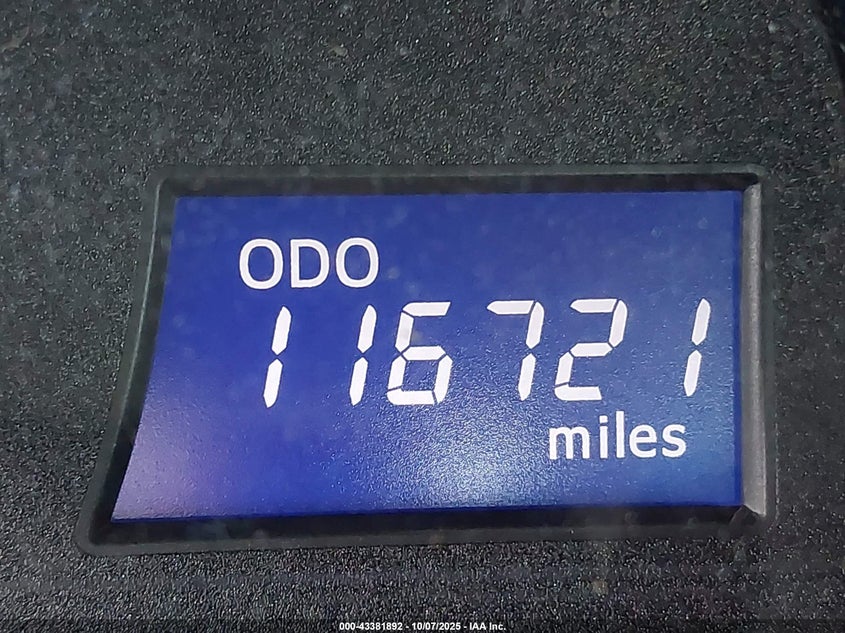 ODO
116721
miles
000-43381892 - 10/07/2025 - IAA Inc.